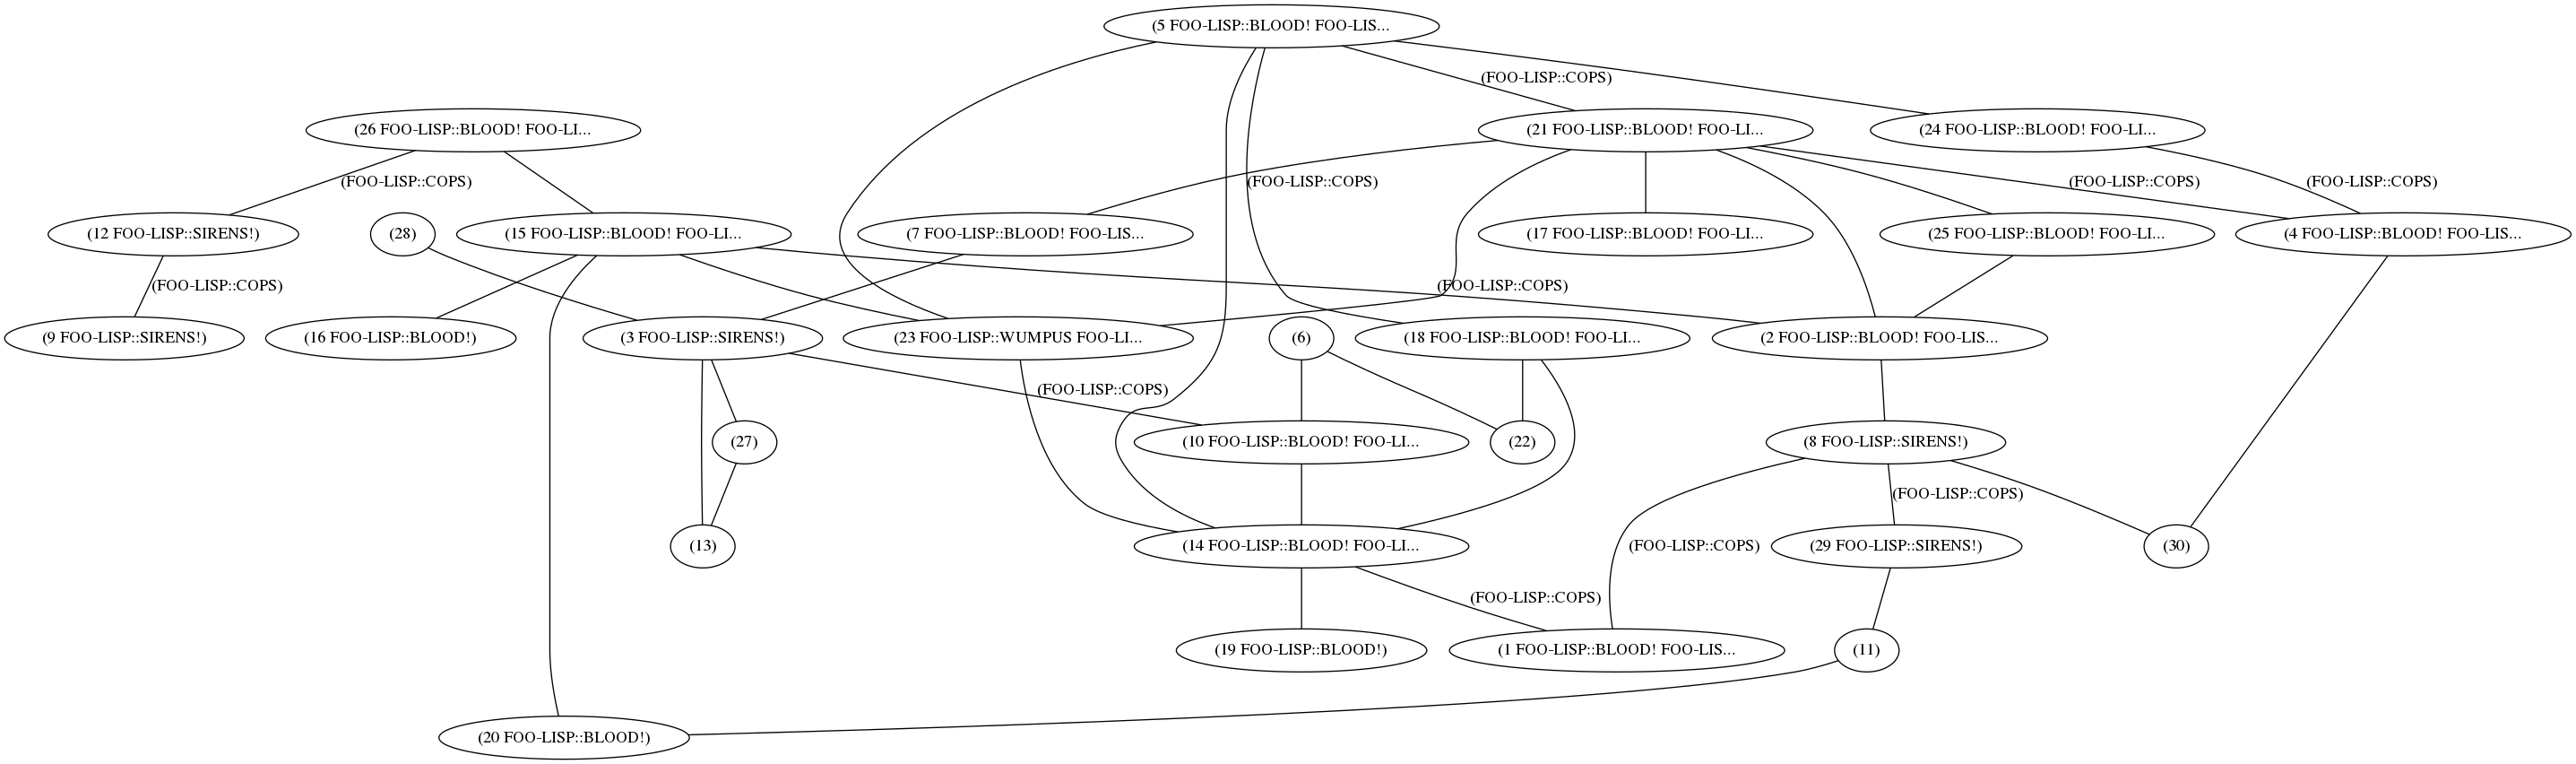 (5 FOO-LISP::BLOOD! FOO-LIS...
(FOO-LISP::COPS)
(26 FOO-LISP::BLOOD! FOO-LI...
(21 FOO-LISP::BLOOD! FOO-LI...
(24 FOO-LISP::BLOOD! FOO-LI...
(FOO-LISP::COPS)
(FOO-LISP::COPS)
(FOO-LISP::COPS)
(FOO-LISP::COPS)
(12 FOO-LISP::SIRENS!)
(28)
(15 FOO-LISP::BLOOD! FOO-LI...
(7 FOO-LISP::BLOOD! FOO-LIS...
(17 FOO-LISP::BLOOD! FOO-LI...
(25 FOO-LISP::BLOOD! FOO-LI...
(4 FOO-LISP::BLOOD! FOO-LIS...
(FOO-LISP::COPS)
(FOO-LISP::COPS)
(9 FOO-LISP::SIRENS!)
(16 FOO-LISP::BLOOD!)
(3 FOO-LISP::SIRENS!)
(23 FOO-LISP::WUMPUS FOO-LI...
(6)
(18 FOO-LISP::BLOOD! FOO-LI...
(2 FOO-LISP::BLOOD! FOO-LIS...
(FOO-LISP::COPS)
(27)
(10 FOO-LISP::BLOOD! FOO-LI...
(22)
(8 FOO-LISP::SIRENS!)
(FOO-LISP::COPS)
(13)
(14 FOO-LISP::BLOOD! FOO-LI...
(FOO-LISP::COPS)
(29 FOO-LISP::SIRENS!)
(30)
(FOO-LISP::COPS)
(19 FOO-LISP::BLOOD!)
(1 FOO-LISP::BLOOD! FOO-LIS...
(11)
(20 FOO-LISP::BLOOD!)